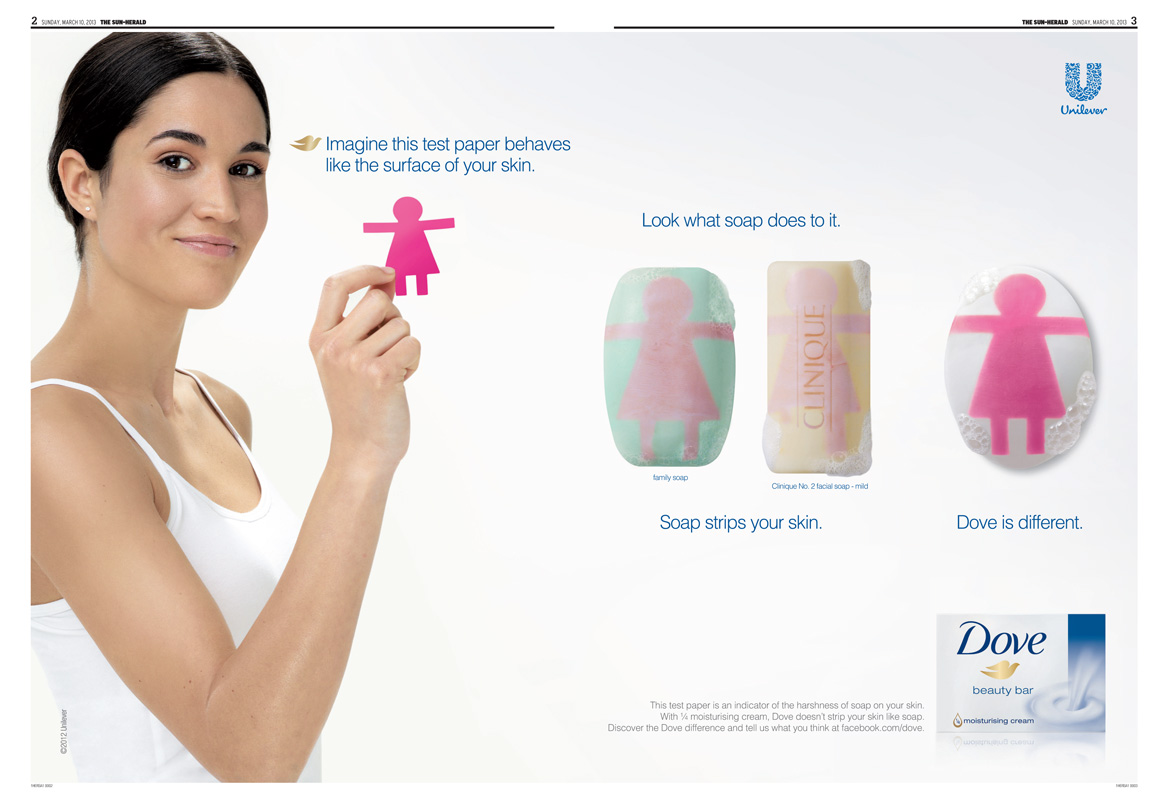 2 SUNDAY, MARCH 10, 2013 THE SUN-HERALD
THE SUN-HERALD SUNDAY, MARCH 10, 2013 3
Unilever
Imagine this test paper behaves
like the surface of your skin.
Look what soap does to it.
CLINIQUE
family soap
Clinique No. 2 facial soap - mild
Soap strips your skin.
Dove is different.
Dove
beauty bar
moisturising cream
This test paper is an indicator of the harshness of soap on your skin.
With ¼ moisturising cream, Dove doesn't strip your skin like soap.
Discover the Dove difference and tell us what you think at facebook.com/dove.
©2012 Unilever